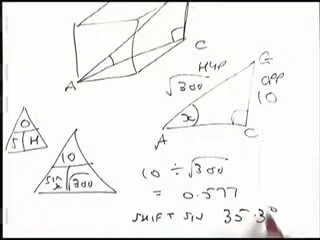 A
C
G
HYP
√300
OPP
10
x
A
C
O
S H
10
sin x √300
10 ÷ √300
= 0.577
SHIFT SIN 35.3°